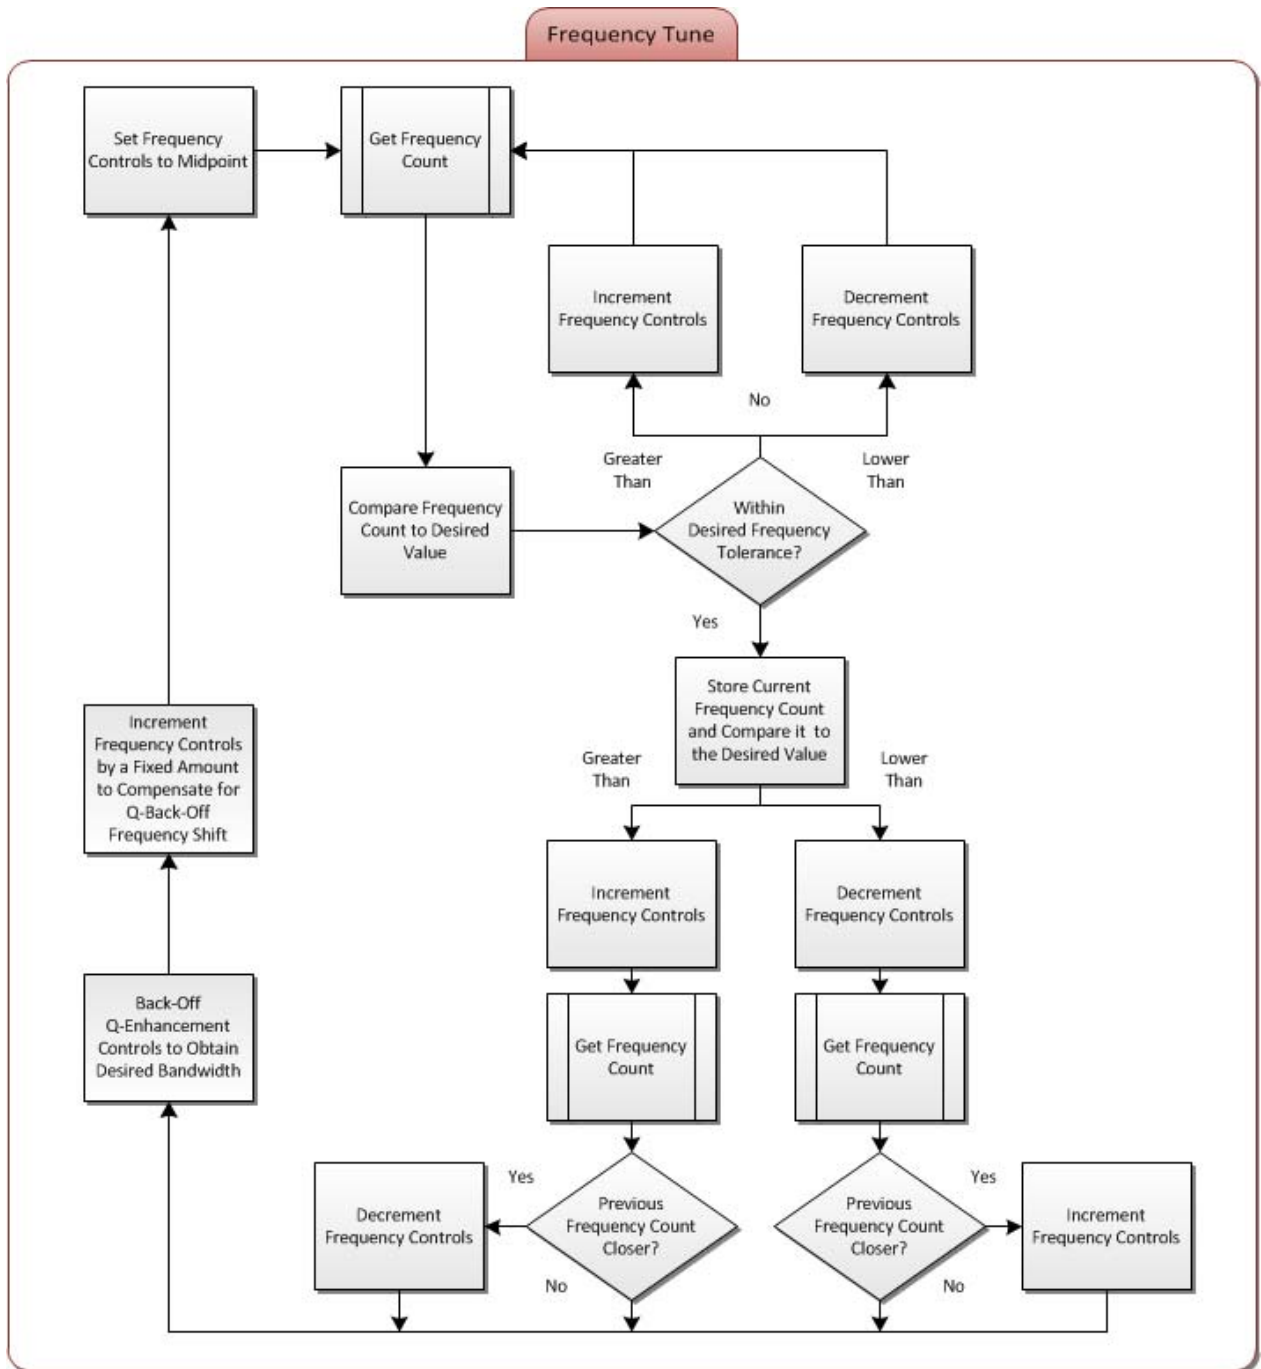 Frequency Tune
Set Frequency
Controls to Midpoint
Get Frequency
Count
Increment
Frequency Controls
Decrement
Frequency Controls
No
Greater
Than
Lower
Than
Compare Frequency
Count to Desired
Value
Within
Desired Frequency
Tolerance?
Yes
Store Current
Frequency Count
and Compare it to
the Desired Value
Greater
Than
Lower
Than
Increment
Frequency Controls
by a Fixed Amount
to Compensate for
Q-Back-Off
Frequency Shift
Increment
Frequency Controls
Decrement
Frequency Controls
Back-Off
Q-Enhancement
Controls to Obtain
Desired Bandwidth
Get Frequency
Count
Get Frequency
Count
Decrement
Frequency Controls
Yes
Previous
Frequency Count
Closer?
No
Previous
Frequency Count
Closer?
Yes
No
Increment
Frequency Controls